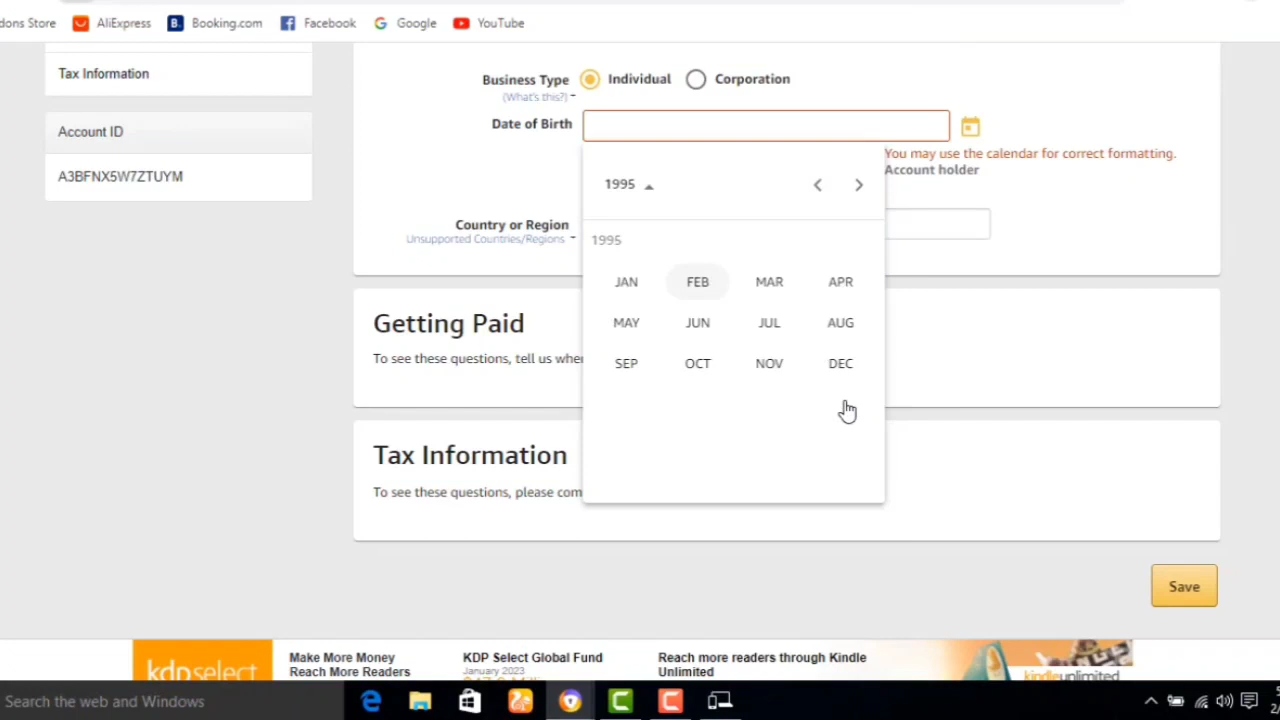 dons Store AliExpress Booking.com Facebook Google YouTube
Tax Information
Account ID
A3BFNX5W7ZTUYM
Business Type Individual Corporation
(What's this?)
Date of Birth
You may use the calendar for correct formatting.
Account holder
1995
1995
JAN FEB MAR APR
MAY JUN JUL AUG
SEP OCT NOV DEC
Country or Region
Unsupported Countries/Regions
Getting Paid
To see these questions, tell us whe
Tax Information
To see these questions, please com
Save
kdpselect
Make More Money
Reach More Readers
KDP Select Global Fund
January 2023
Reach more readers through Kindle
Unlimited
kindleunlimited
Search the web and Windows